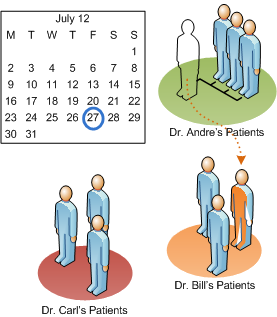 July 12
M T W T F S S
1
2 3 4 5 6 7 8
9 10 11 12 13 14 15
16 17 18 19 20 21 22
23 24 25 26 27 28 29
30 31
Dr. Andre's Patients
Dr. Bill's Patients
Dr. Carl's Patients